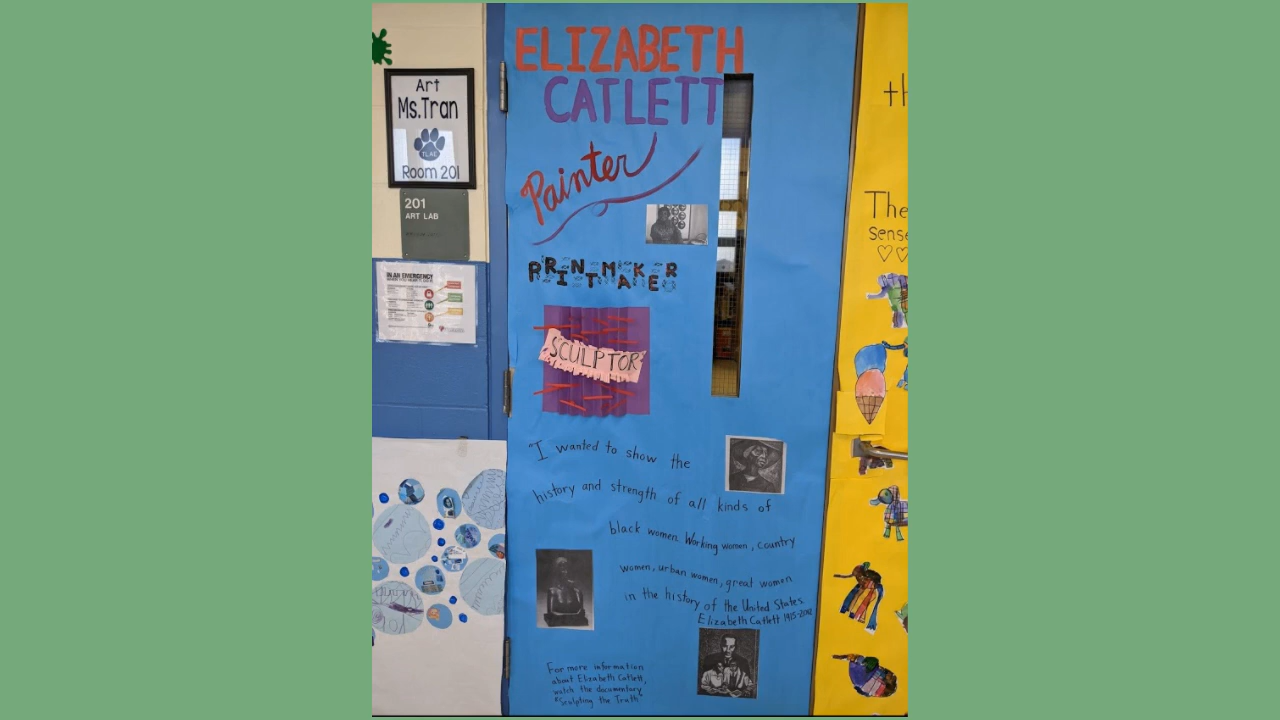 Art
Ms.Tran
TLAC
Room 201
201
ART LAB
IN AN EMERGENCY
ELIZABETH
CATLETT
Painter
PRINTMAKER
SCULPTOR
"I wanted to show the
history and strength of all kinds of
black women. Working women, country
women, urban women, great women
in the history of the United States.
Elizabeth Catlett 1915-2012
For more information
about Elizabeth Catlett,
watch the documentary
"Sculpting the Truth"
th
The
Sense